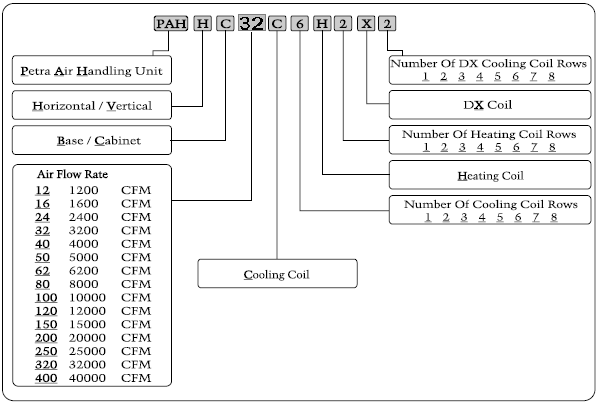 PAH H C 32 C 6 H 2 X 2
Petra Air Handling Unit
Horizontal / Vertical
Base / Cabinet
Air Flow Rate
12 1200 CFM
16 1600 CFM
24 2400 CFM
32 3200 CFM
40 4000 CFM
50 5000 CFM
62 6200 CFM
80 8000 CFM
100 10000 CFM
120 12000 CFM
150 15000 CFM
200 20000 CFM
250 25000 CFM
320 32000 CFM
400 40000 CFM
Cooling Coil
Number Of DX Cooling Coil Rows
1 2 3 4 5 6 7 8
DX Coil
Number Of Heating Coil Rows
1 2 3 4 5 6 7 8
Heating Coil
Number Of Cooling Coil Rows
1 2 3 4 5 6 7 8